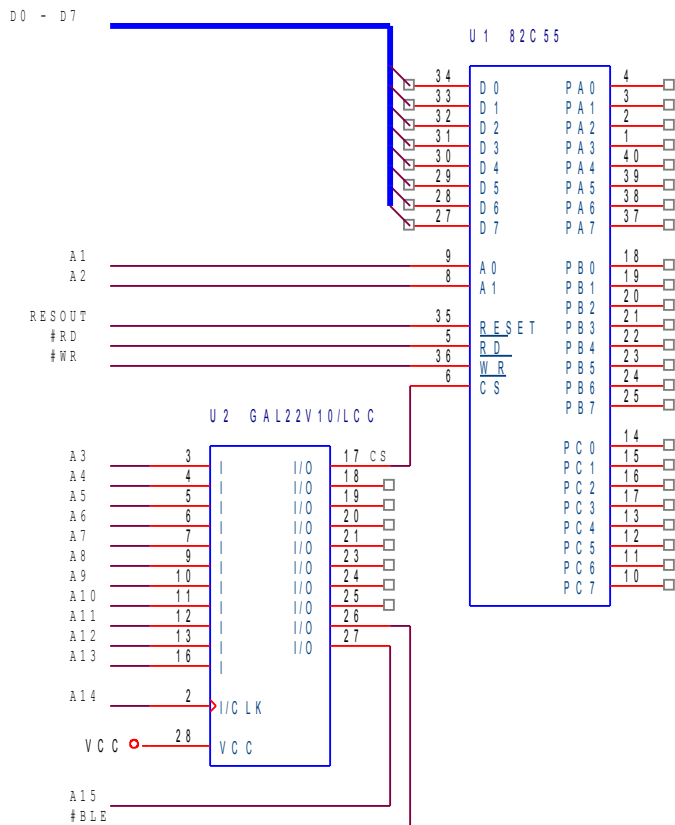 D0 - D7
U1 82C55
34 D0 PA0 4
33 D1 PA1 3
32 D2 PA2 2
31 D3 PA3 1
30 D4 PA4 40
29 D5 PA5 39
28 D6 PA6 38
27 D7 PA7 37
A1 9 A0 PB0 18
A2 8 A1 PB1 19
PB2 20
RESOUT 35 RESET PB3 21
#RD 5 RD PB4 22
#WR 36 WR PB5 23
6 CS PB6 24
PB7 25
U2 GAL22V10/LCC
PC0 14
PC1 15
PC2 16
PC3 17
PC4 13
PC5 12
PC6 11
PC7 10
A3 3 I I/O 17 CS
A4 4 I I/O 18
A5 5 I I/O 19
A6 6 I I/O 20
A7 7 I I/O 21
A8 9 I I/O 23
A9 10 I I/O 24
A10 11 I I/O 25
A11 12 I I/O 26
A12 13 I I/O 27
A13 16 I
A14 2 I/CLK
VCC 28 VCC
A15
#BLE